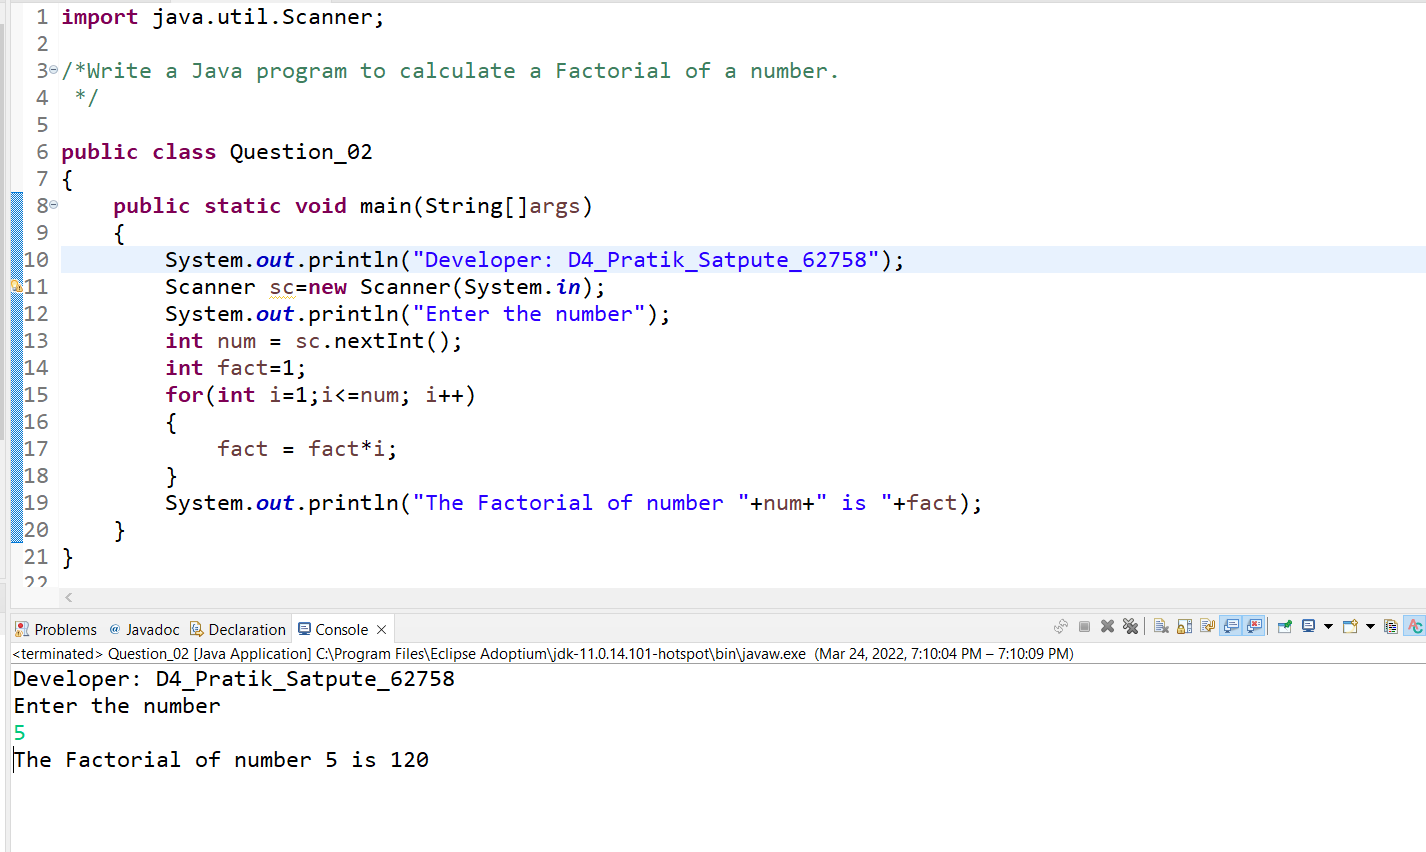 1 import java.util.Scanner;
2
3 /*Write a Java program to calculate a Factorial of a number.
4  */
5
6 public class Question_02
7 {
8     public static void main(String[]args)
9     {
10         System.out.println("Developer: D4_Pratik_Satpute_62758");
11         Scanner sc=new Scanner(System.in);
12         System.out.println("Enter the number");
13         int num = sc.nextInt();
14         int fact=1;
15         for(int i=1;i<=num; i++)
16         {
17             fact = fact*i;
18         }
19         System.out.println("The Factorial of number "+num+" is "+fact);
20     }
21 }
22
Problems @ Javadoc Declaration Console
<terminated> Question_02 [Java Application] C:\Program Files\Eclipse Adoptium\jdk-11.0.14.101-hotspot\bin\javaw.exe (Mar 24, 2022, 7:10:04 PM – 7:10:09 PM)
Developer: D4_Pratik_Satpute_62758
Enter the number
5
The Factorial of number 5 is 120